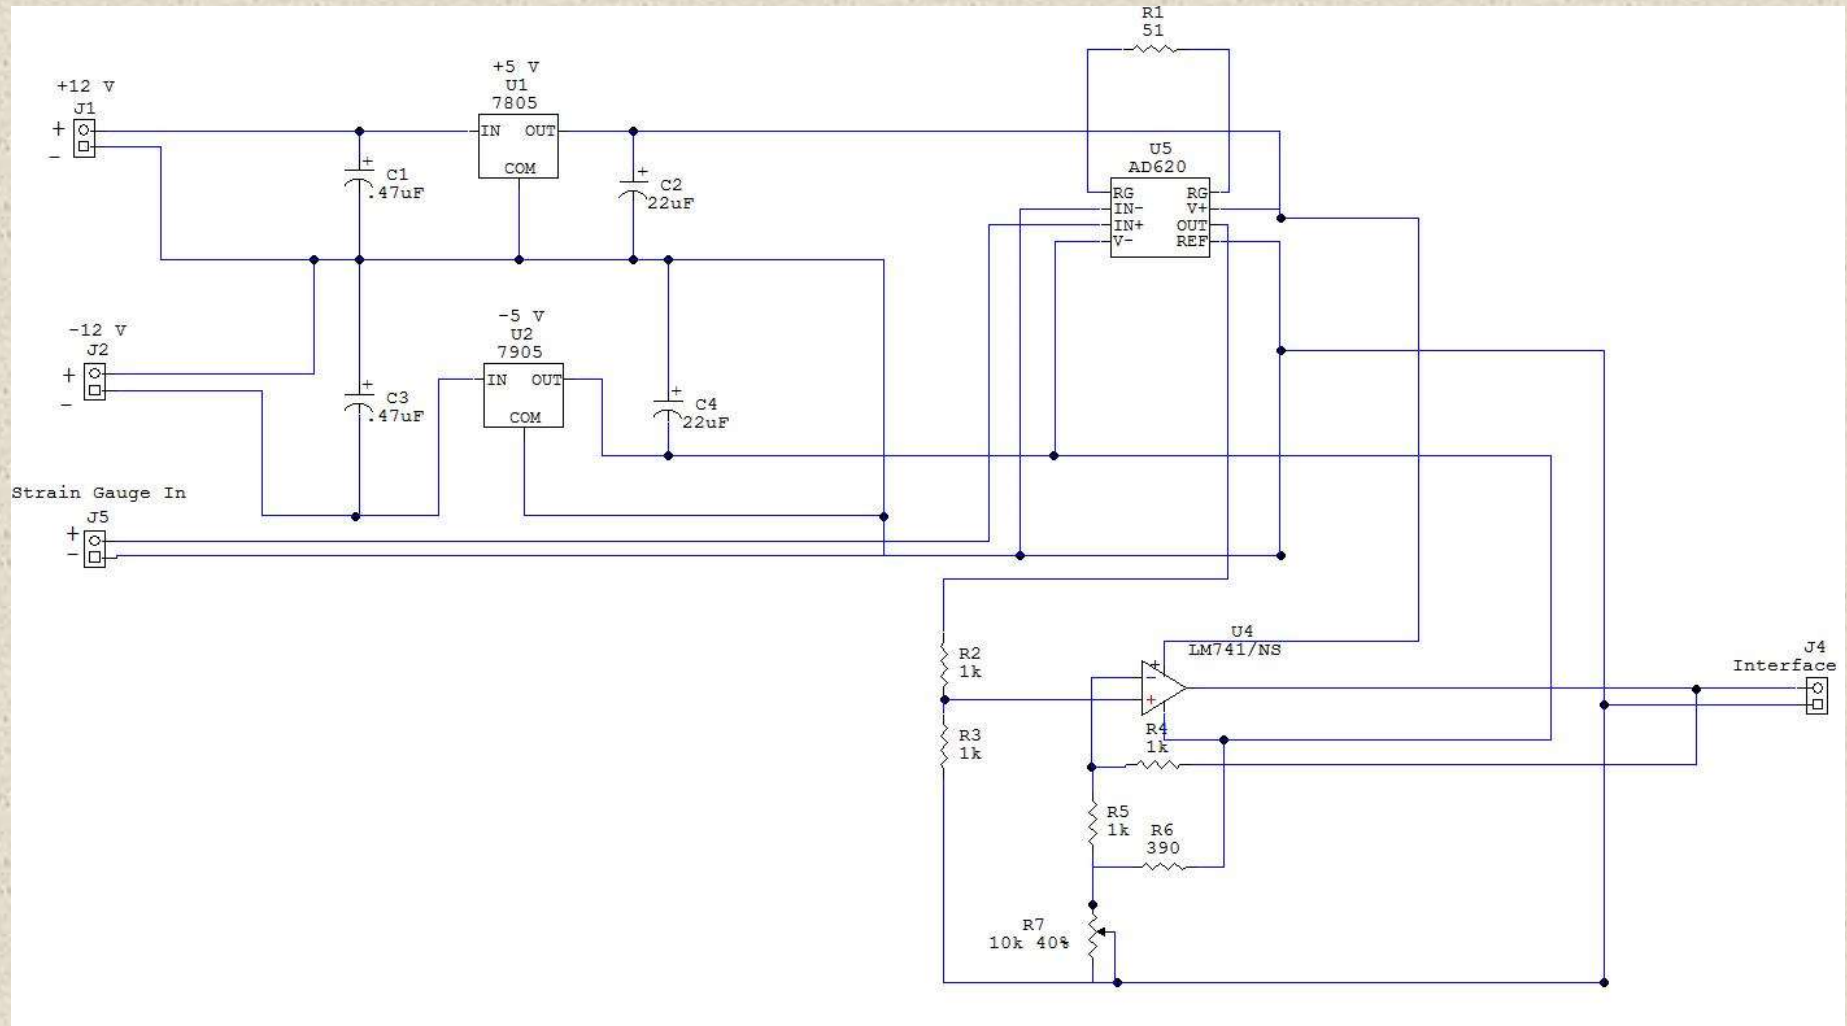 R1
51
+5 V
U1
7805
+12 V
J1
+
-
IN OUT
COM
+
C1
.47uF
+
C2
22uF
U5
AD620
RG RG
IN- V+
IN+ OUT
V- REF
-12 V
J2
+
-
-5 V
U2
7905
IN OUT
COM
+
C3
.47uF
+
C4
22uF
Strain Gauge In
J5
+
-
R2
1k
R3
1k
U4
LM741/NS
+
-
+
J4
Interface
R4
1k
R5
1k
R6
390
R7
10k 40%